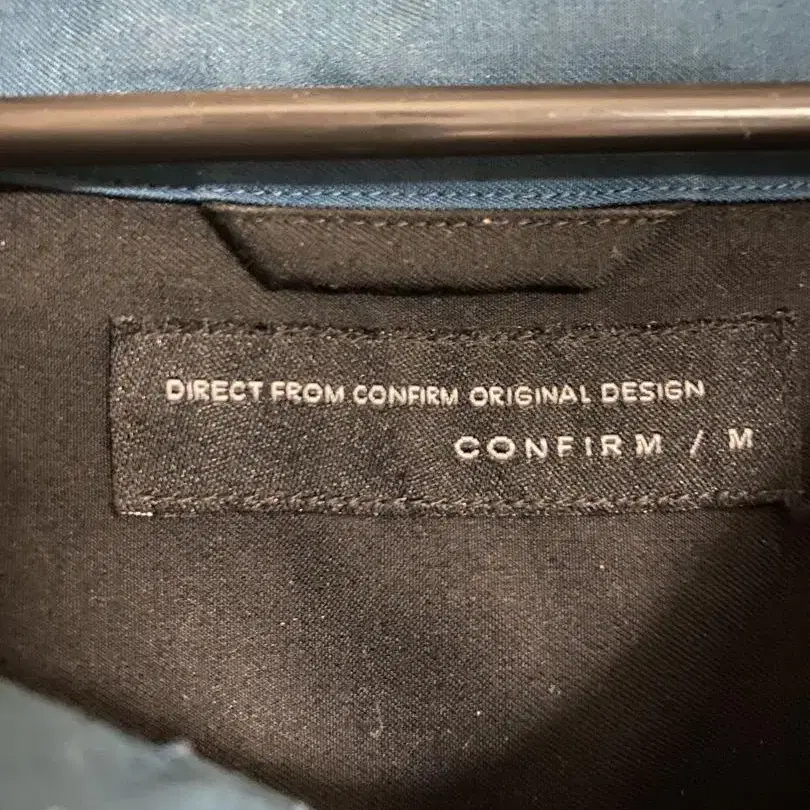 DIRECT FROM CONFIRM ORIGINAL DESIGN
CONFIRM / M